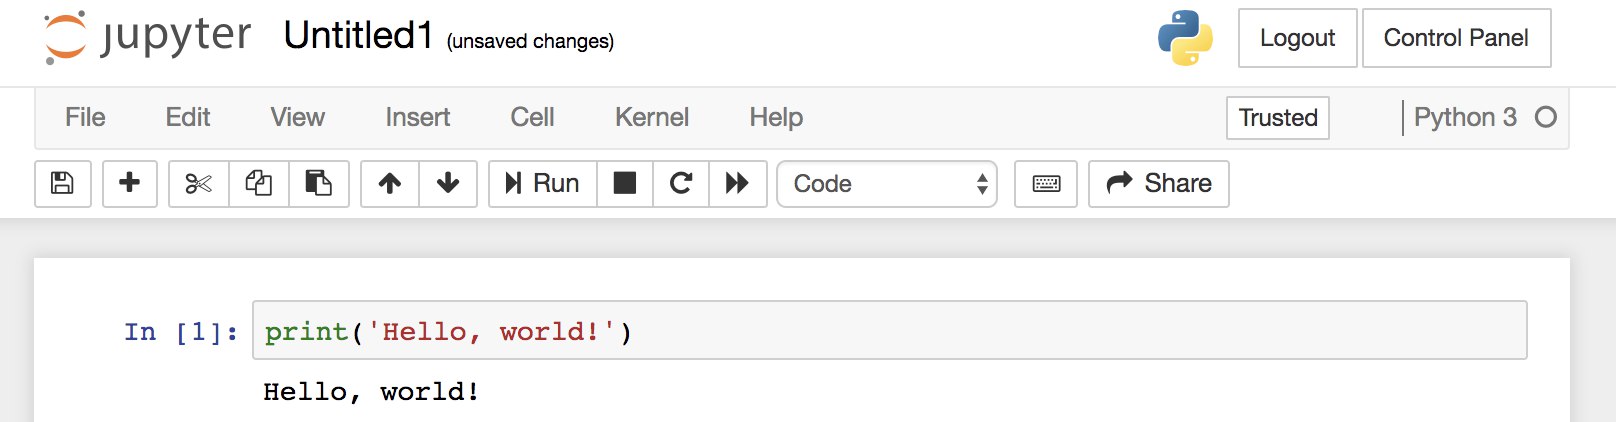 jupyter Untitled1 (unsaved changes) Logout Control Panel
File Edit View Insert Cell Kernel Help Trusted Python 3
Run Code Share
In [1]: print('Hello, world!')
Hello, world!